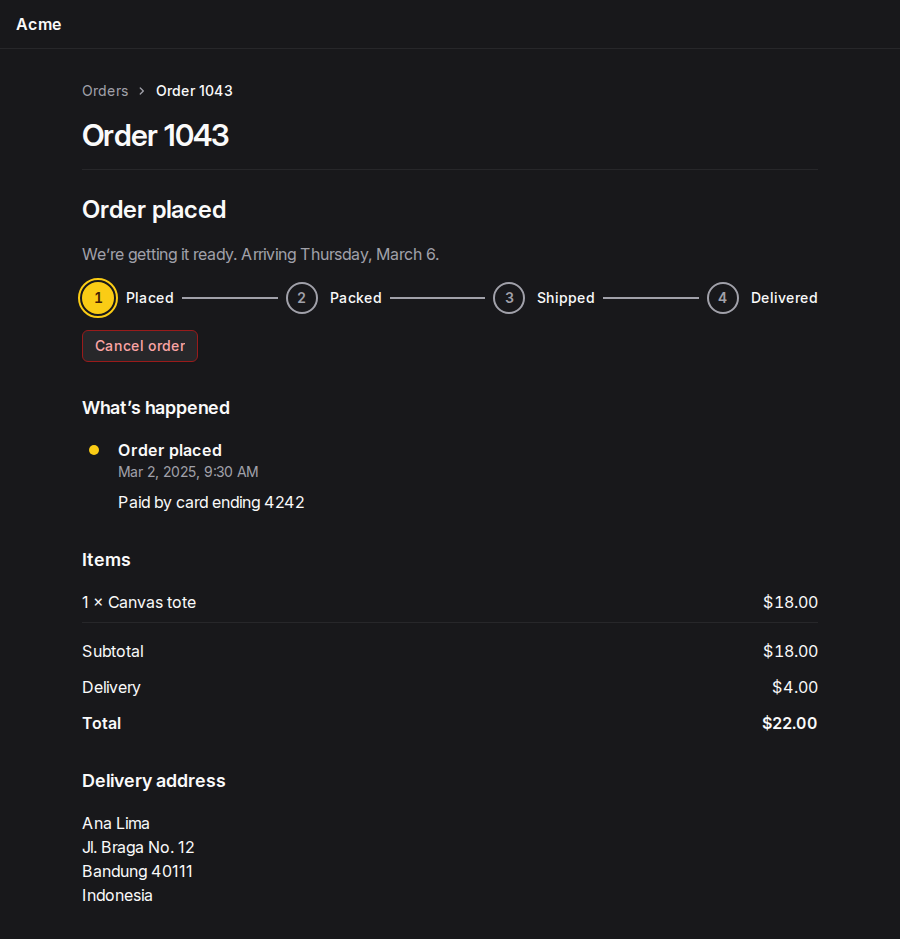 Acme
Orders › Order 1043
Order 1043
Order placed
We’re getting it ready. Arriving Thursday, March 6.
1 Placed 2 Packed 3 Shipped 4 Delivered
Cancel order
What’s happened
Order placed
Mar 2, 2025, 9:30 AM
Paid by card ending 4242
Items
1 × Canvas tote $18.00
Subtotal $18.00
Delivery $4.00
Total $22.00
Delivery address
Ana Lima
Jl. Braga No. 12
Bandung 40111
Indonesia